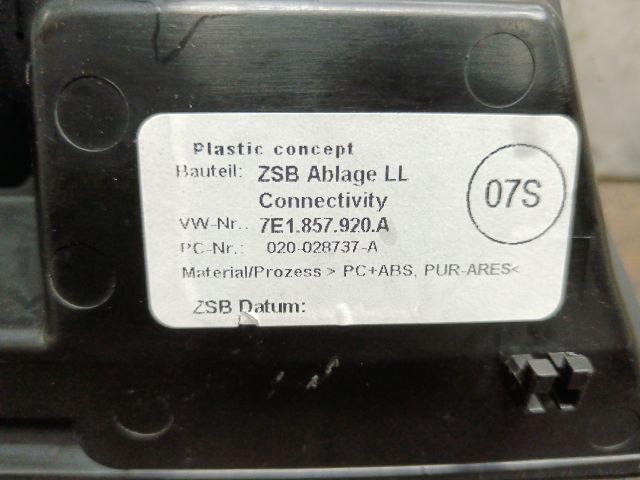 Plastic concept
Bauteil: ZSB Ablage LL
Connectivity
07S
VW-Nr.: 7E1.857.920.A
PC-Nr.: 020-028737-A
Material/Prozess > PC+ABS, PUR-ARES<
ZSB Datum: